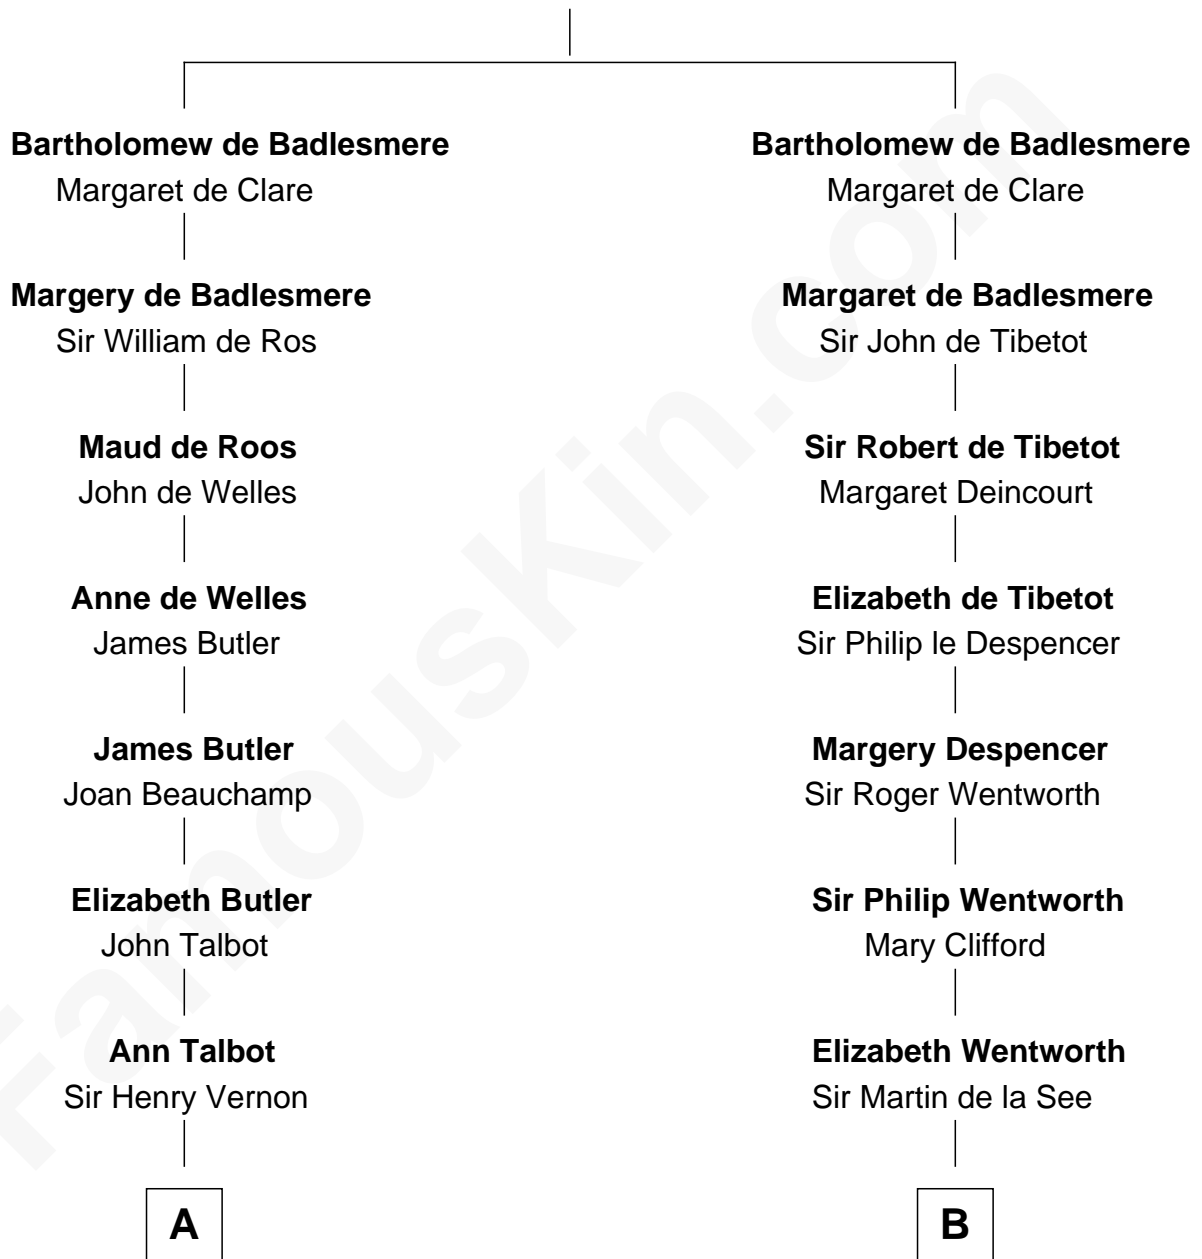 Bartholomew de Badlesmere
Margaret de Clare
Margery de Badlesmere
Sir William de Ros
Maud de Roos
John de Welles
Anne de Welles
James Butler
James Butler
Joan Beauchamp
Elizabeth Butler
John Talbot
Ann Talbot
Sir Henry Vernon
A
Bartholomew de Badlesmere
Margaret de Clare
Margaret de Badlesmere
Sir John de Tibetot
Sir Robert de Tibetot
Margaret Deincourt
Elizabeth de Tibetot
Sir Philip le Despencer
Margery Despencer
Sir Roger Wentworth
Sir Philip Wentworth
Mary Clifford
Elizabeth Wentworth
Sir Martin de la See
B
FamousKin.com